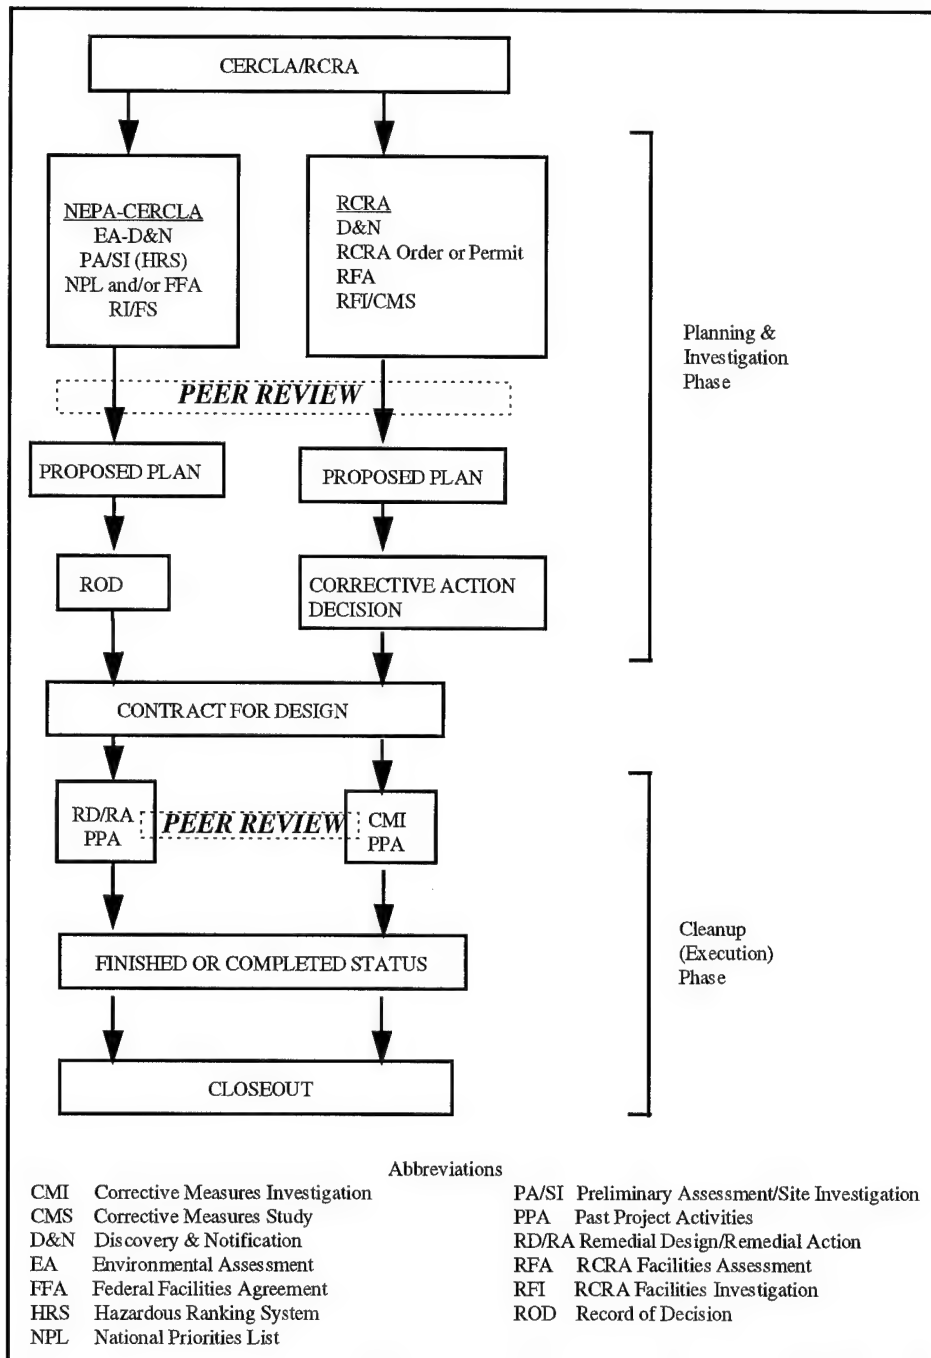 CERCLA/RCRA
NEPA-CERCLA
EA-D&N
PA/SI (HRS)
NPL and/or FFA
RI/FS
RCRA
D&N
RCRA Order or Permit
RFA
RFI/CMS
Planning &
Investigation
Phase
PEER REVIEW
PROPOSED PLAN
PROPOSED PLAN
ROD
CORRECTIVE ACTION
DECISION
CONTRACT FOR DESIGN
RD/RA
PPA
PEER REVIEW
CMI
PPA
Cleanup
(Execution)
Phase
FINISHED OR COMPLETED STATUS
CLOSEOUT
Abbreviations
CMI Corrective Measures Investigation
CMS Corrective Measures Study
D&N Discovery & Notification
EA Environmental Assessment
FFA Federal Facilities Agreement
HRS Hazardous Ranking System
NPL National Priorities List
PA/SI Preliminary Assessment/Site Investigation
PPA Past Project Activities
RD/RA Remedial Design/Remedial Action
RFA RCRA Facilities Assessment
RFI RCRA Facilities Investigation
ROD Record of Decision